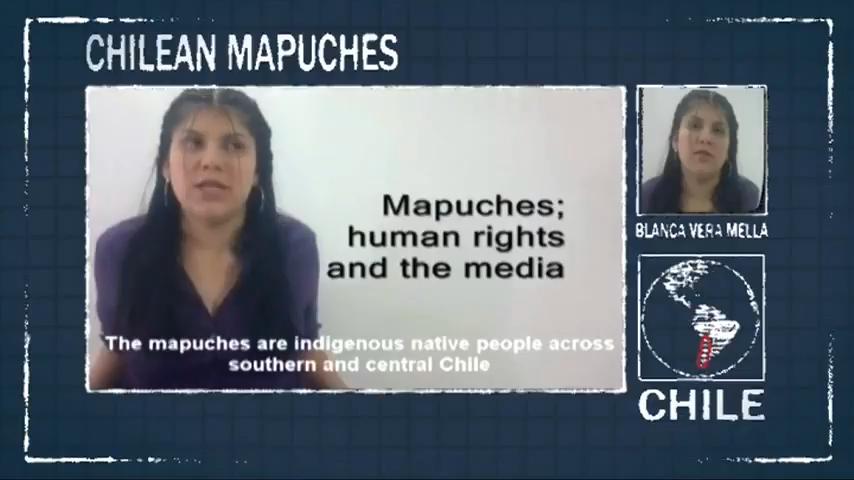 CHILEAN MAPUCHES
Mapuches;
human rights
and the media
The mapuches are indigenous native people across
southern and central Chile
BLANCA VERA MELLA
CHILE